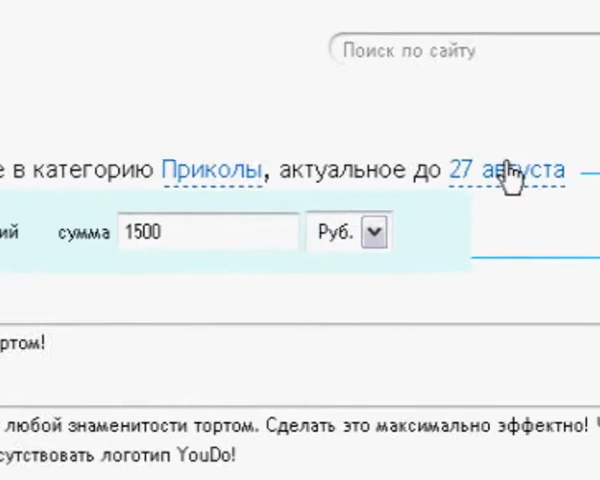 Поиск по сайту
е в категорию Приколы, актуальное до 27 августа
ий сумма 1500 Руб.
ртом!
любой знаменитости тортом. Сделать это максимально эффектно! Ч
сутствовать логотип YouDo!